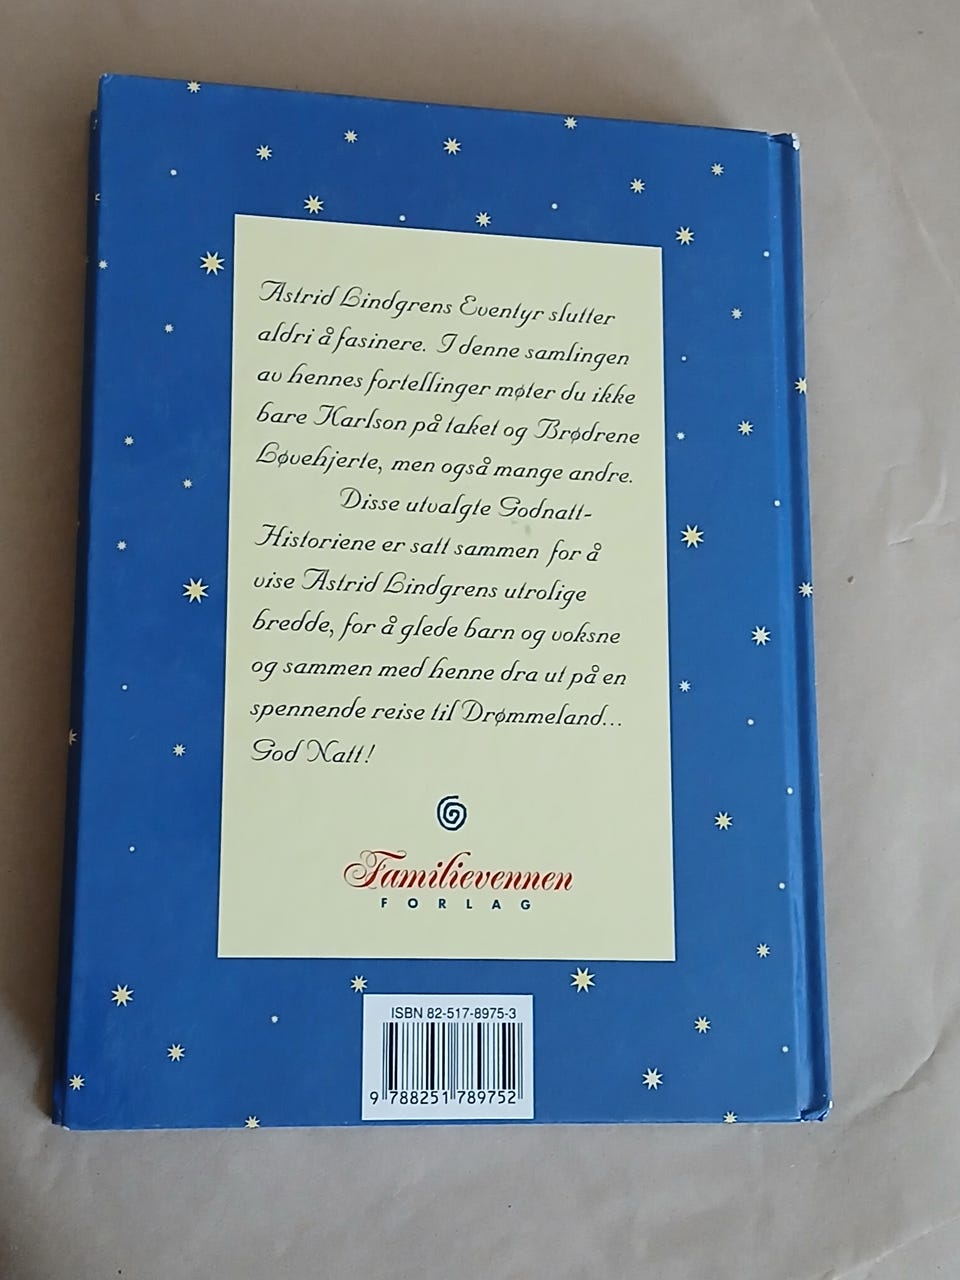 Astrid Lindgrens Eventyr slutter
aldri å fasinere. I denne samlingen
av hennes fortellinger møter du ikke
bare Karlson på taket og Brødrene
Løvehjerte, men også mange andre.
Disse utvalgte Godnatt-
Historiene er satt sammen for å
vise Astrid Lindgrens utrolige
bredde, for å glede barn og voksne
og sammen med henne dra ut på en
spennende reise til Drømmeland...
God Natt!
Familievennen
FORLAG
ISBN 82-517-8975-3
9 788251 789752